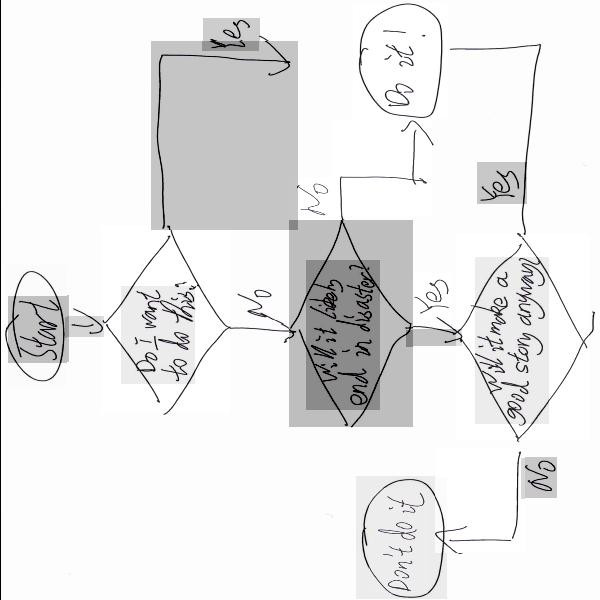 Start
Do I want
to do this?
Yes
No
Will it likely
end in disaster?
No
Yes
Do it!
Will it make a
good story anyway?
Yes
No
Don't do it